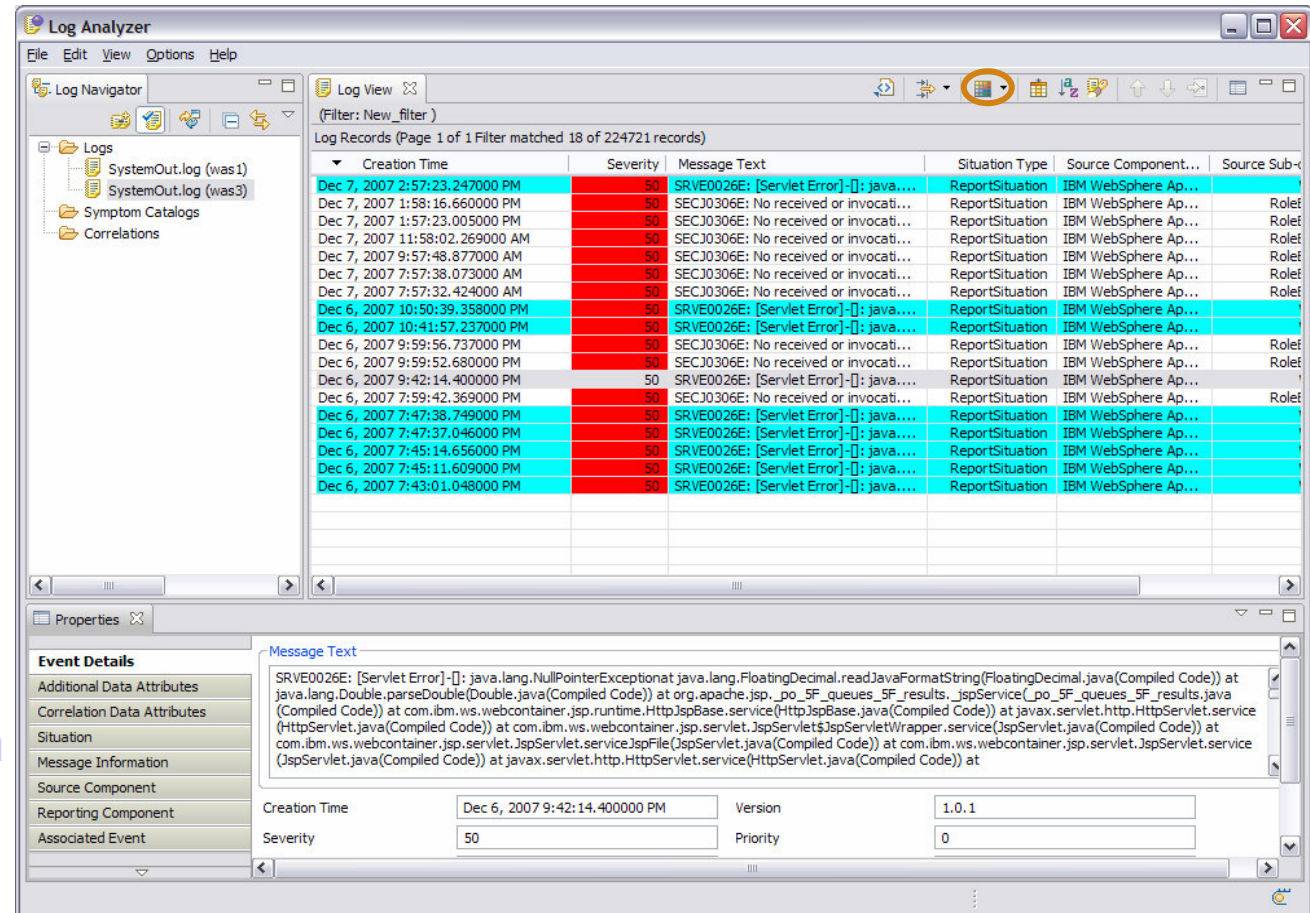 Log Analyzer
File Edit View Options Help
Log Navigator
Logs
SystemOut.log (was1)
SystemOut.log (was3)
Symptom Catalogs
Correlations
Log View
(Filter: New_filter )
Log Records (Page 1 of 1 Filter matched 18 of 224721 records)
Creation Time Severity Message Text Situation Type Source Component... Source Sub-
Dec 7, 2007 2:57:23.247000 PM 50 SRVE0026E: [Servlet Error]-[]: java.... ReportSituation IBM WebSphere Ap...
Dec 7, 2007 1:58:16.660000 PM 50 SECJ0306E: No received or invocati... ReportSituation IBM WebSphere Ap... Role
Dec 7, 2007 1:57:23.005000 PM 50 SECJ0306E: No received or invocati... ReportSituation IBM WebSphere Ap... Role
Dec 7, 2007 11:58:02.269000 AM 50 SECJ0306E: No received or invocati... ReportSituation IBM WebSphere Ap... Role
Dec 7, 2007 9:57:48.877000 AM 50 SECJ0306E: No received or invocati... ReportSituation IBM WebSphere Ap... Role
Dec 7, 2007 7:57:38.073000 AM 50 SECJ0306E: No received or invocati... ReportSituation IBM WebSphere Ap... Role
Dec 7, 2007 7:57:32.424000 AM 50 SECJ0306E: No received or invocati... ReportSituation IBM WebSphere Ap... Role
Dec 6, 2007 10:50:39.358000 PM 50 SRVE0026E: [Servlet Error]-[]: java.... ReportSituation IBM WebSphere Ap...
Dec 6, 2007 10:41:57.237000 PM 50 SRVE0026E: [Servlet Error]-[]: java.... ReportSituation IBM WebSphere Ap...
Dec 6, 2007 9:59:56.737000 PM 50 SECJ0306E: No received or invocati... ReportSituation IBM WebSphere Ap... Role
Dec 6, 2007 9:59:52.680000 PM 50 SECJ0306E: No received or invocati... ReportSituation IBM WebSphere Ap... Role
Dec 6, 2007 9:42:14.400000 PM 50 SRVE0026E: [Servlet Error]-[]: java.... ReportSituation IBM WebSphere Ap...
Dec 6, 2007 7:59:42.369000 PM 50 SECJ0306E: No received or invocati... ReportSituation IBM WebSphere Ap... Role
Dec 6, 2007 7:47:38.749000 PM 50 SRVE0026E: [Servlet Error]-[]: java.... ReportSituation IBM WebSphere Ap...
Dec 6, 2007 7:47:37.046000 PM 50 SRVE0026E: [Servlet Error]-[]: java.... ReportSituation IBM WebSphere Ap...
Dec 6, 2007 7:45:14.656000 PM 50 SRVE0026E: [Servlet Error]-[]: java.... ReportSituation IBM WebSphere Ap...
Dec 6, 2007 7:45:11.609000 PM 50 SRVE0026E: [Servlet Error]-[]: java.... ReportSituation IBM WebSphere Ap...
Dec 6, 2007 7:43:01.048000 PM 50 SRVE0026E: [Servlet Error]-[]: java.... ReportSituation IBM WebSphere Ap...
Properties
Event Details
Additional Data Attributes
Correlation Data Attributes
Situation
Message Information
Source Component
Reporting Component
Associated Event
Message Text
SRVE0026E: [Servlet Error]-[]: java.lang.NullPointerExceptionat java.lang.FloatingDecimal.readJavaFormatString(FloatingDecimal.java(Compiled Code)) at
java.lang.Double.parseDouble(Double.java(Compiled Code)) at org.apache.jsp._po_5F_queues_5F_results._jspService(_po_5F_queues_5F_results.java
(Compiled Code)) at com.ibm.ws.webcontainer.jsp.runtime.HttpJspBase.service(HttpJspBase.java(Compiled Code)) at javax.servlet.http.HttpServlet.service
(HttpServlet.java(Compiled Code)) at com.ibm.ws.webcontainer.jsp.servlet.JspServlet$JspServletWrapper.service(JspServlet.java(Compiled Code)) at
com.ibm.ws.webcontainer.jsp.servlet.JspServlet.serviceJspFile(JspServlet.java(Compiled Code)) at com.ibm.ws.webcontainer.jsp.servlet.JspServlet.service
(JspServlet.java(Compiled Code)) at javax.servlet.http.HttpServlet.service(HttpServlet.java(Compiled Code)) at
Creation Time Dec 6, 2007 9:42:14.400000 PM Version 1.0.1
Severity 50 Priority 0